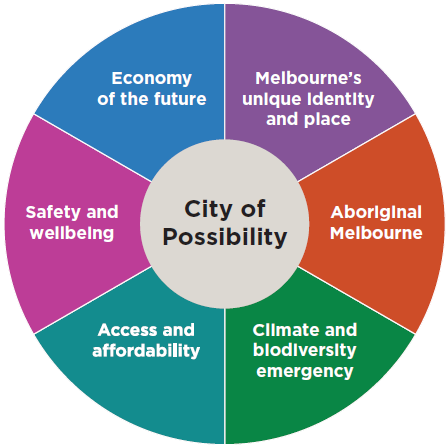 Economy
of the future
Melbourne's
unique identity
and place
Safety and
wellbeing
City of
Possibility
Aboriginal
Melbourne
Access and
affordability
Climate and
biodiversity
emergency